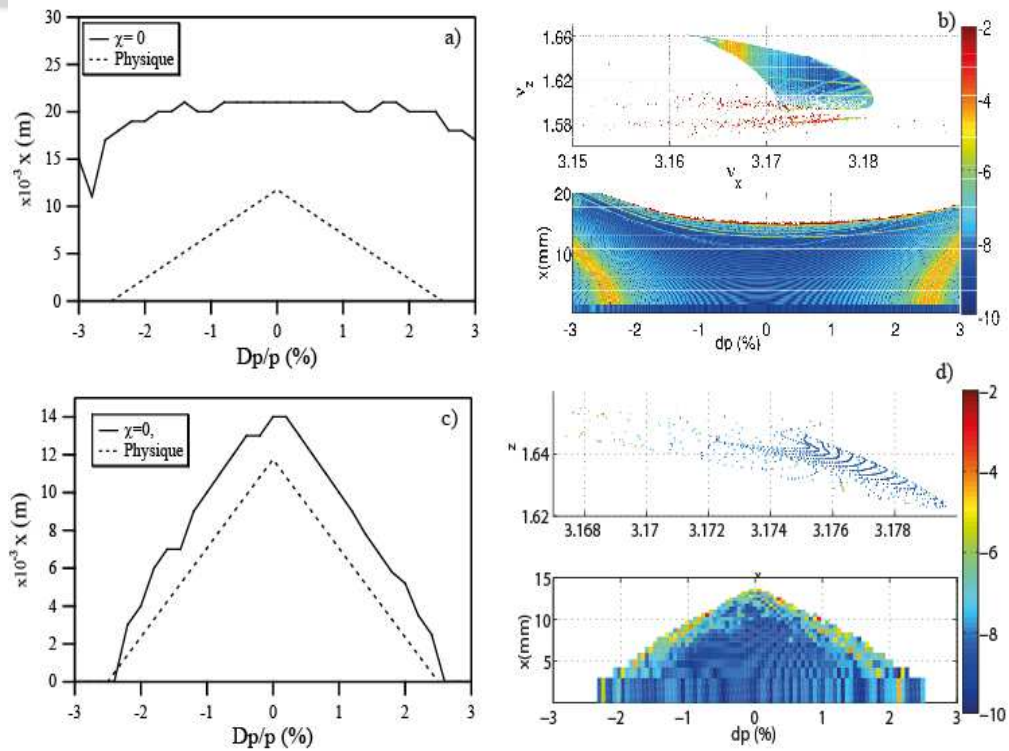 a)
χ= 0
Physique
30
25
20
15
10
5
0
x10⁻³ x (m)
-3 -2 -1 0 1 2 3
Dp/p (%)
b)
1.66
1.62
1.58
ν_z
3.15 3.16 3.17 3.18
ν_x
20
10
x(mm)
-3 -2 -1 0 1 2 3
dp (%)
-2
-4
-6
-8
-10
c)
χ=0,
Physique
14
12
10
8
6
4
2
0
x10⁻³ x (m)
-3 -2 -1 0 1 2 3
Dp/p (%)
d)
1.64
1.62
z
3.168 3.17 3.172 3.174 3.176 3.178
x
15
10
5
x(mm)
−3 −2 −1 0 1 2 3
dp (%)
−2
−4
−6
−8
−10